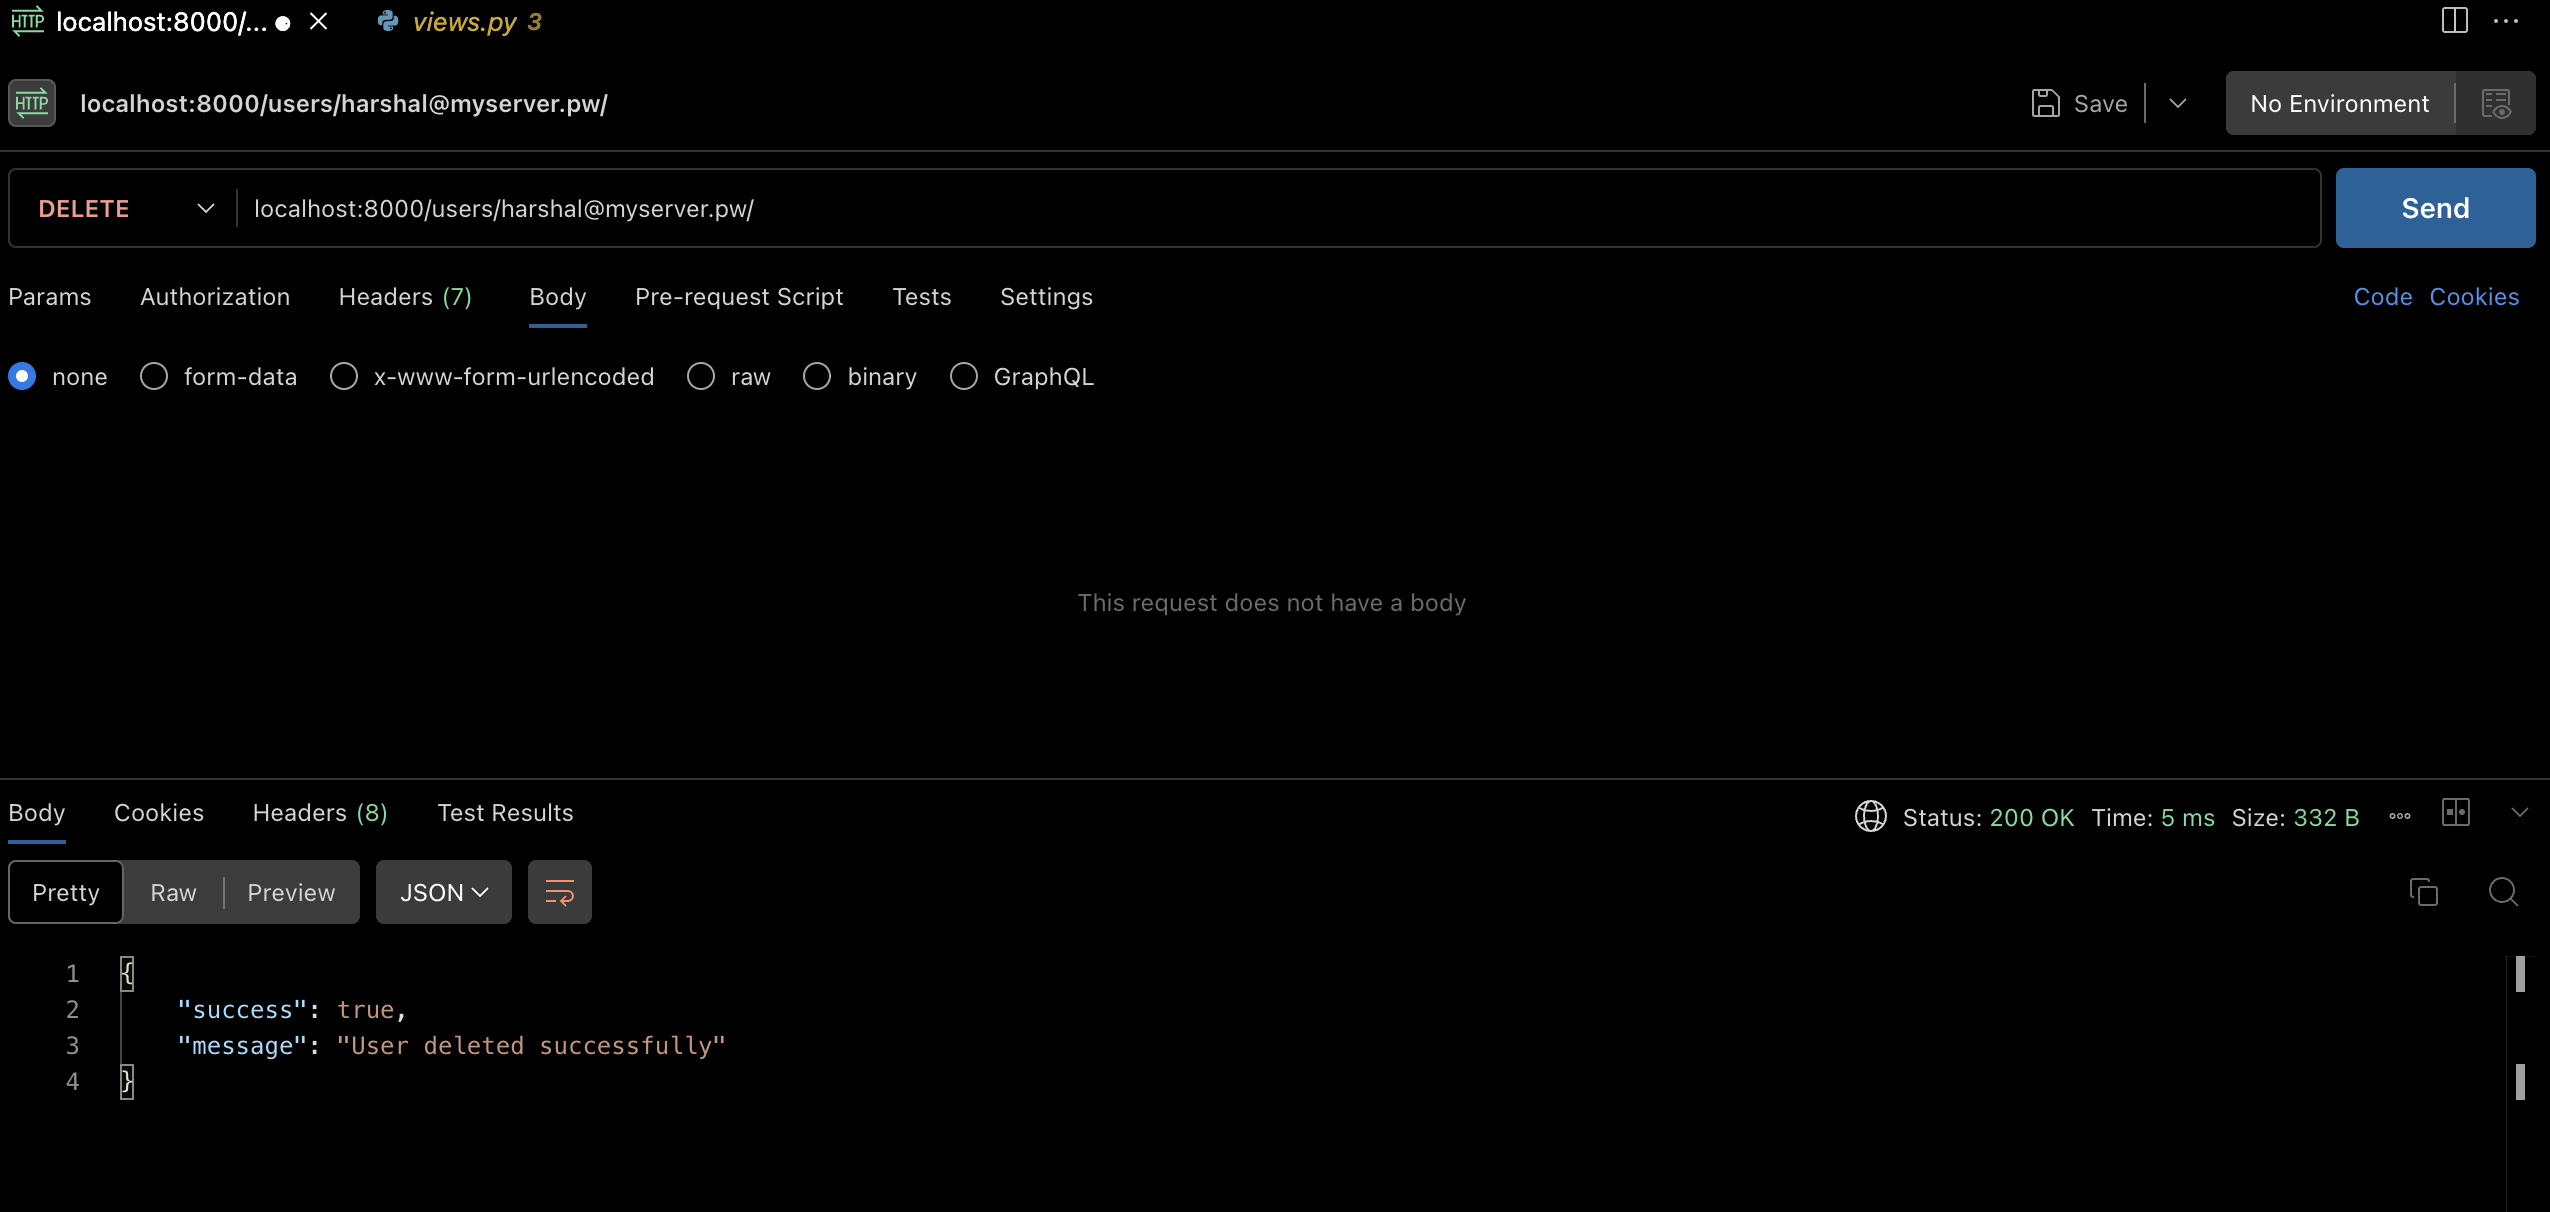 HTTP localhost:8000/... views.py 3
HTTP localhost:8000/users/harshal@myserver.pw/ Save No Environment
DELETE localhost:8000/users/harshal@myserver.pw/ Send
Params Authorization Headers (7) Body Pre-request Script Tests Settings Code Cookies
none form-data x-www-form-urlencoded raw binary GraphQL
This request does not have a body
Body Cookies Headers (8) Test Results Status: 200 OK Time: 5 ms Size: 332 B
Pretty Raw Preview JSON
1 {
2 "success": true,
3 "message": "User deleted successfully"
4 }